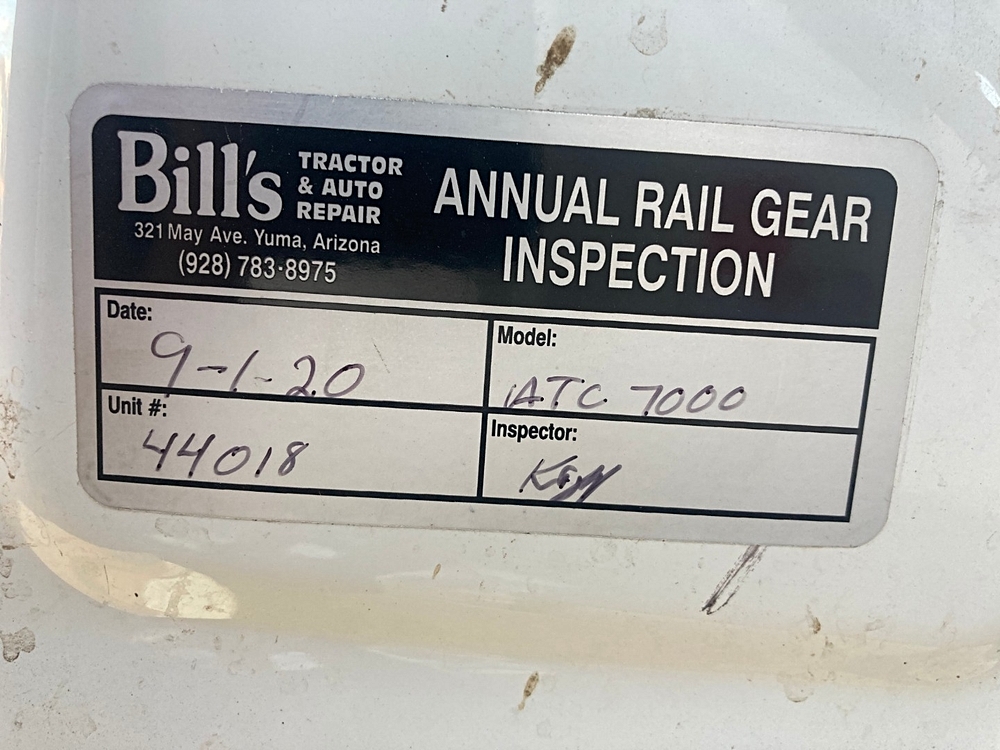 Bill's TRACTOR & AUTO REPAIR
321 May Ave. Yuma, Arizona
(928) 783-8975
ANNUAL RAIL GEAR
INSPECTION
Date:
9-1-20
Model:
ATC 7000
Unit #:
44018
Inspector: